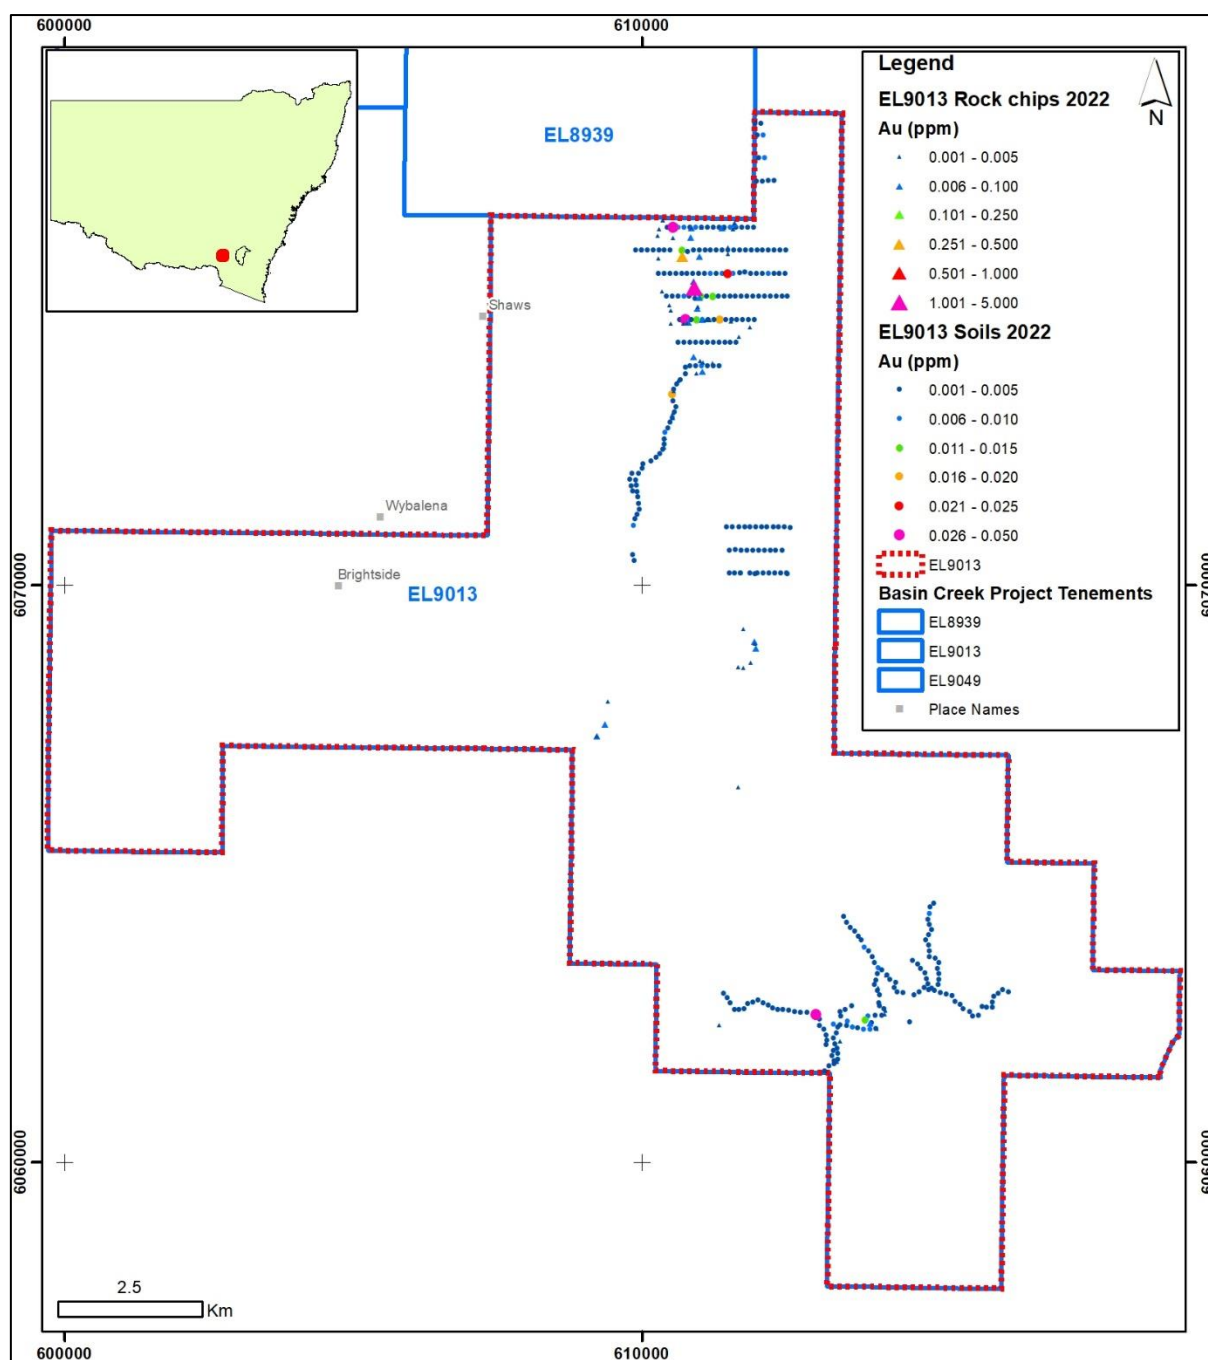 600000
610000
Legend
EL9013 Rock chips 2022
N
Au (ppm)
0.001 - 0.005
0.006 - 0.100
0.101 - 0.250
0.251 - 0.500
0.501 - 1.000
1.001 - 5.000
EL9013 Soils 2022
Au (ppm)
0.001 - 0.005
0.006 - 0.010
0.011 - 0.015
0.016 - 0.020
0.021 - 0.025
0.026 - 0.050
EL9013
Basin Creek Project Tenements
EL8939
EL9013
EL9049
Place Names
EL8939
Shaws
Wybalena
Brightside
EL9013
6070000
6070000
6060000
6060000
2.5
Km
600000
610000